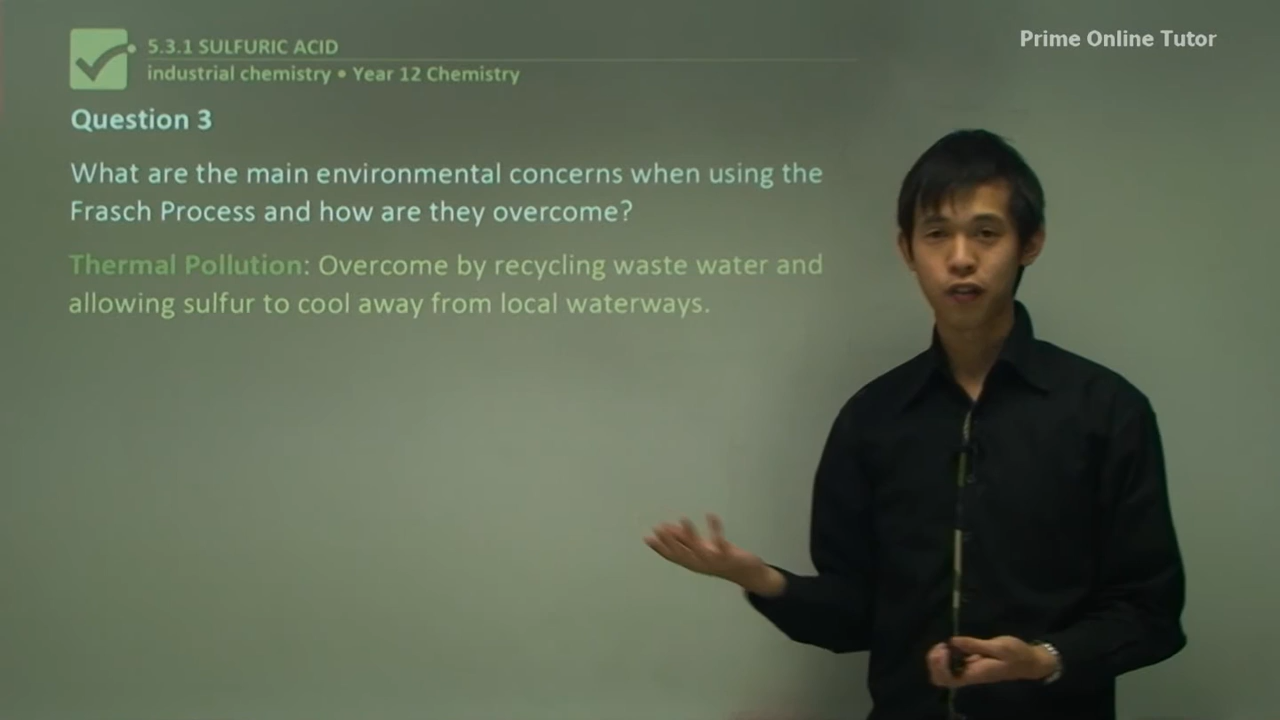 5.3.1 SULFURIC ACID
Prime Online Tutor
industrial chemistry • Year 12 Chemistry
Question 3
What are the main environmental concerns when using the
Frasch Process and how are they overcome?
Thermal Pollution: Overcome by recycling waste water and
allowing sulfur to cool away from local waterways.